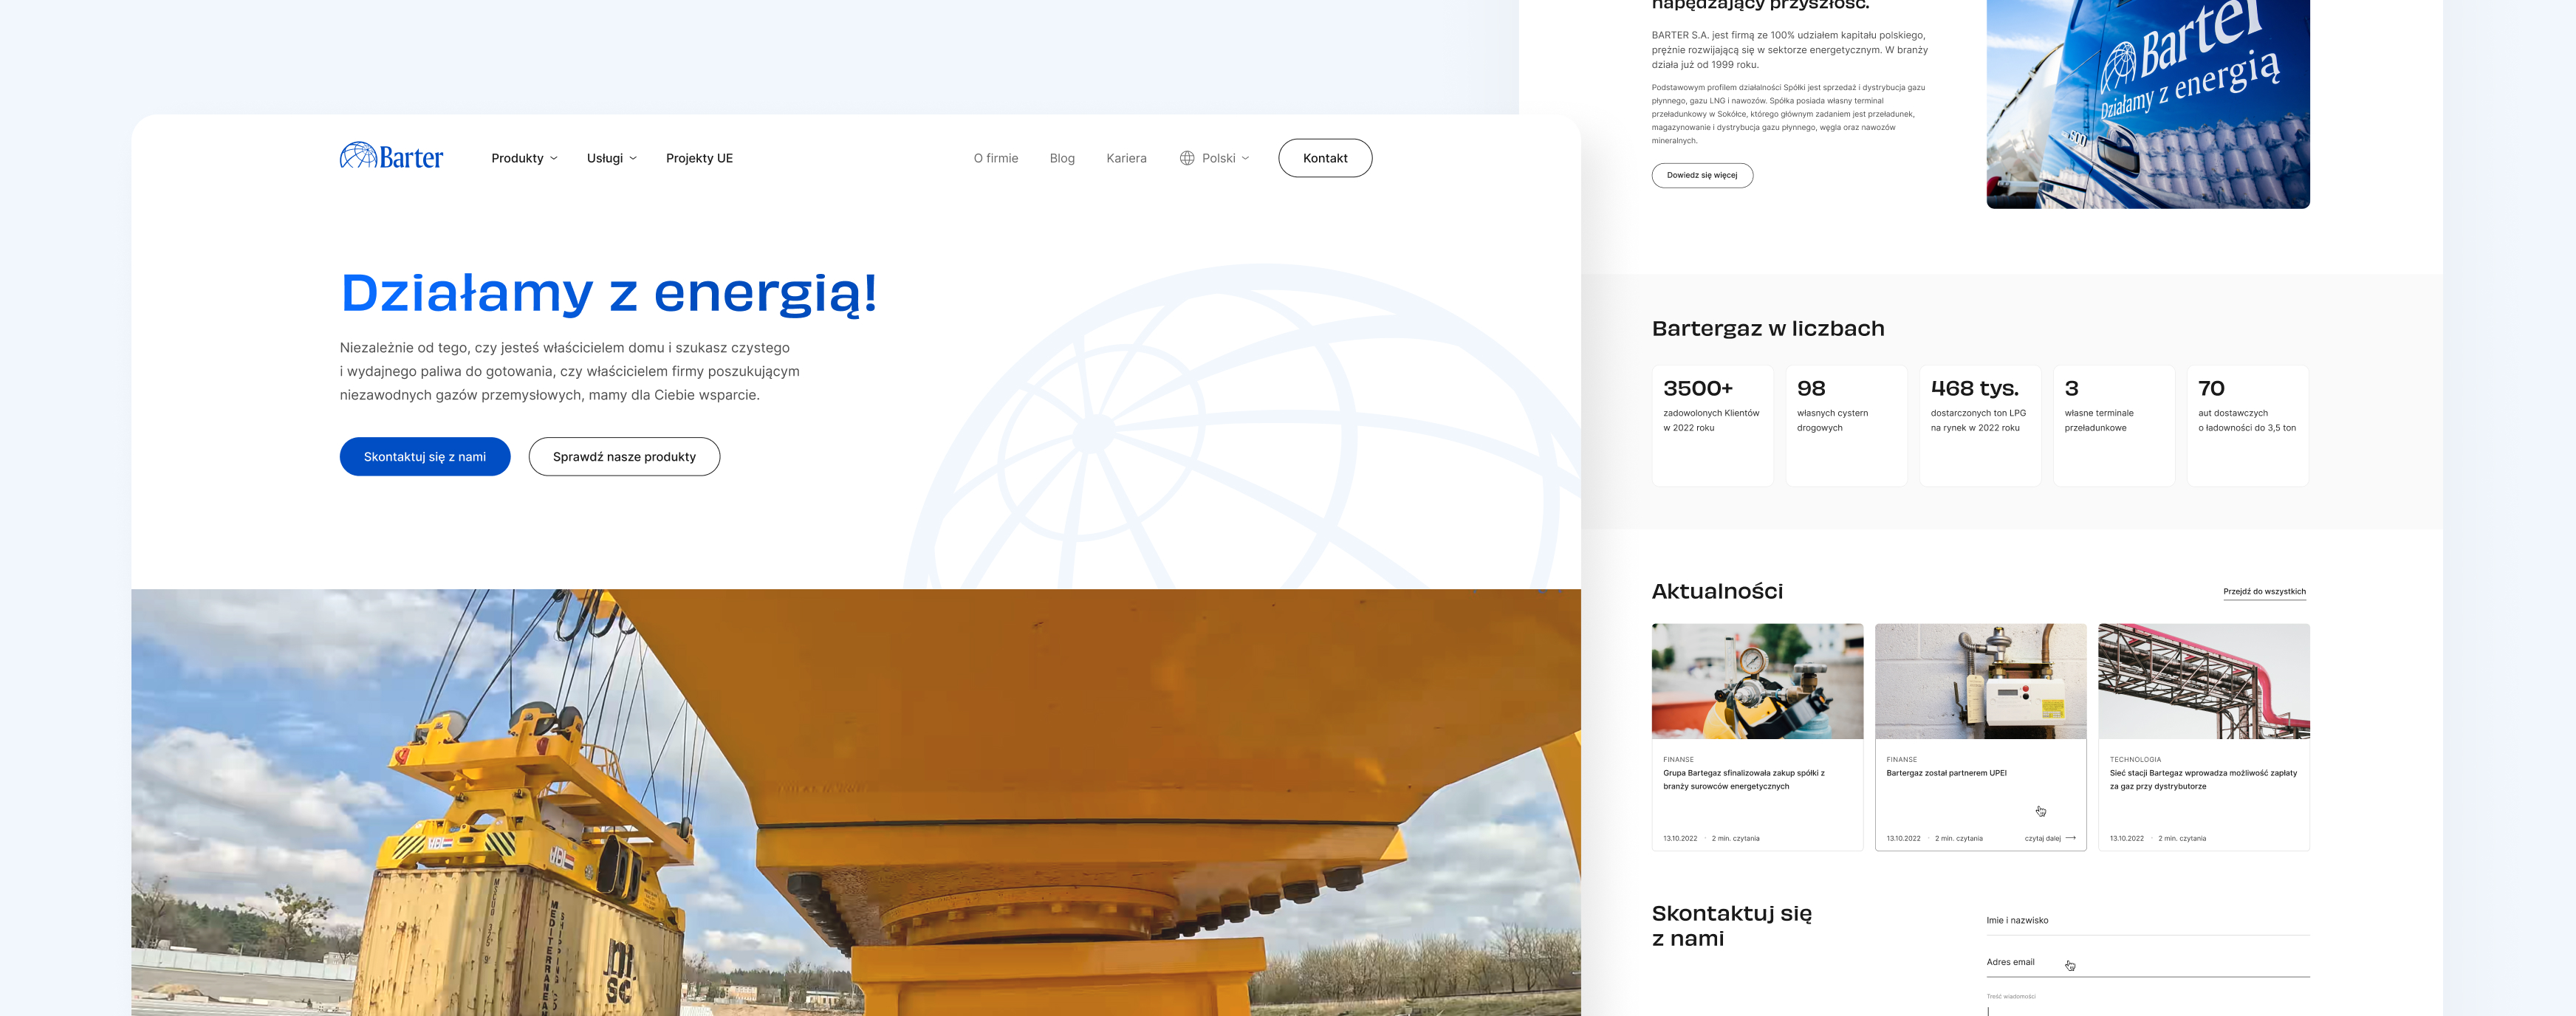 Barter
Produkty
Usługi
Projekty UE
O firmie
Blog
Kariera
Polski
Kontakt
Działamy z energią!
Niezależnie od tego, czy jesteś właścicielem domu i szukasz czystego
i wydajnego paliwa do gotowania, czy właścicielem firmy poszukującym
niezawodnych gazów przemysłowych, mamy dla Ciebie wsparcie.
Skontaktuj się z nami
Sprawdź nasze produkty
MEDITERRANEAN
SHIPPING
msc
napędzający przyszłość.
BARTER S.A. jest firmą ze 100% udziałem kapitału polskiego,
prężnie rozwijającą się w sektorze energetycznym. W branży
działa już od 1999 roku.
Podstawowym profilem działalności Spółki jest sprzedaż i dystrybucja gazu
płynnego, gazu LNG i nawozów. Spółka posiada własny terminal
przeładunkowy w Sokółce, którego głównym zadaniem jest przeładunek,
magazynowanie i dystrybucja gazu płynnego, węgla oraz nawozów
mineralnych.
Dowiedz się więcej
Barter
Działamy z energią
500
Bartergaz w liczbach
3500+
zadowolonych Klientów
w 2022 roku
98
własnych cystern
drogowych
468 tys.
dostarczonych ton LPG
na rynek w 2022 roku
3
własne terminale
przeładunkowe
70
aut dostawczych
o ładowności do 3,5 ton
Aktualności
Przejdź do wszystkich
FINANSE
Grupa Bartegaz sfinalizowała zakup spółki z
branży surowców energetycznych
13.10.2022 · 2 min. czytania
FINANSE
Bartergaz został partnerem UPEI
13.10.2022 · 2 min. czytania
czytaj dalej
TECHNOLOGIA
Sieć stacji Bartegaz wprowadza możliwość zapłaty
za gaz przy dystrybutorze
13.10.2022 · 2 min. czytania
Skontaktuj się
z nami
Imie i nazwisko
Adres email
Treść wiadomości